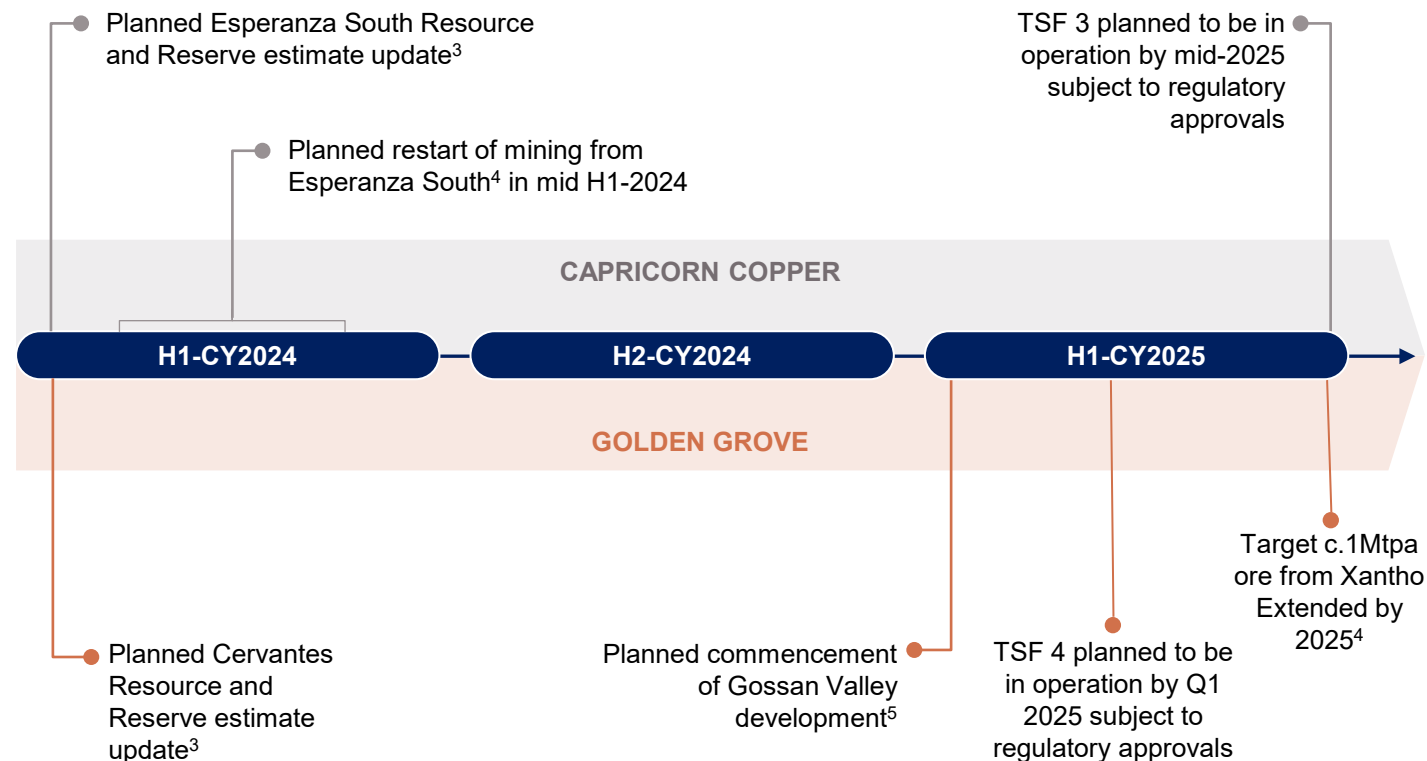 Planned Esperanza South Resource
and Reserve estimate update³
TSF 3 planned to be in
operation by mid-2025
subject to regulatory
approvals
Planned restart of mining from
Esperanza South⁴ in mid H1-2024
CAPRICORN COPPER
H1-CY2024
H2-CY2024
H1-CY2025
GOLDEN GROVE
Planned Cervantes
Resource and
Reserve estimate
update³
Planned commencement
of Gossan Valley
development⁵
TSF 4 planned to be
in operation by Q1
2025 subject to
regulatory approvals
Target c.1Mtpa
ore from Xantho
Extended by
2025⁴